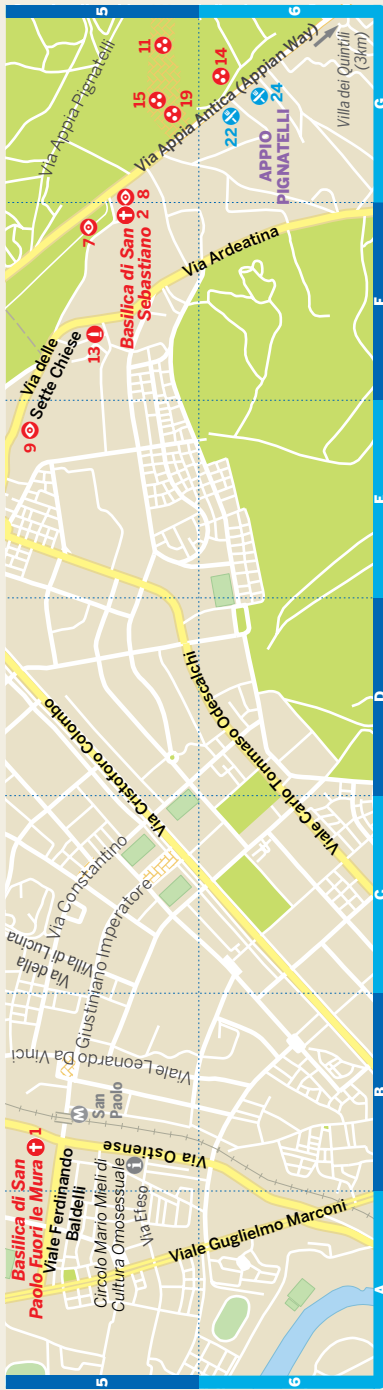 5
6
A
B
C
D
E
F
G
5
6
Basilica di San
Paolo Fuori le Mura 1
Viale Ferdinando
Baldelli
Circolo Mario Mieli di
Cultura Omosessuale
Via Efeso
Viale Guglielmo Marconi
Via Ostiense
M
San
Paolo
Viale Leonardo Da Vinci
Via della
Villa di Lucina
Via Constantino
Giustiniano Imperatore
Via Cristoforo Colombo
Viale Carlo Tommaso Odescalchi
9
Via delle
Sette Chiese
13
Basilica di San
Sebastiano
2
8
7
Via Ardeatina
Via Appia Pignatelli
11
15
19
14
Via Appia Antica (Appian Way)
22
24
APPIO
PIGNATELLI
Villa dei Quintili
(3km)